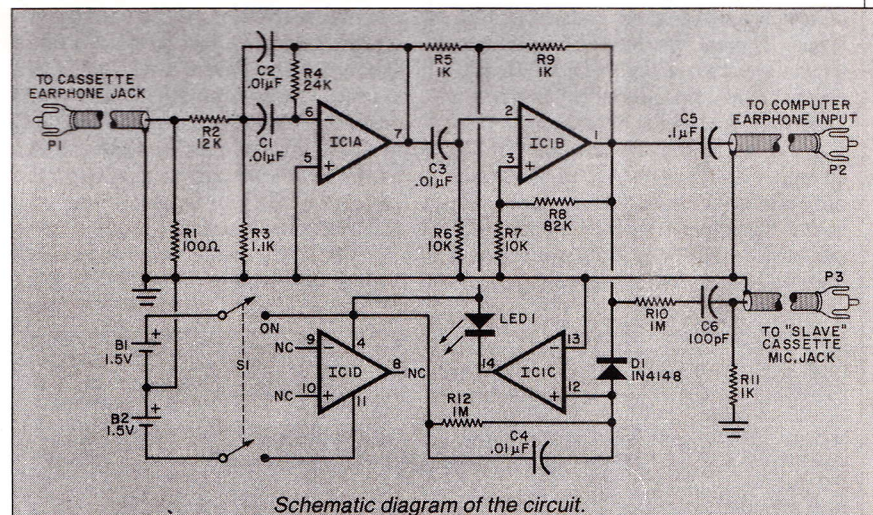 TO CASSETTE
EARPHONE JACK
P1
R2
12K
C2
.01µF
C1
.01µF
R4
24K
6
5
−
+
IC1A
7
R5
1K
R9
1K
C3
.01µF
2
3
−
+
IC1B
1
C5
.1µF
TO COMPUTER
EARPHONE INPUT
P2
R8
82K
R1
100Ω
R3
1.1K
R6
10K
R7
10K
P3
B1
1.5V
+
ON
S1
B2
1.5V
+
NC
9
NC
10
−
+
4
IC1D
8
NC
11
LED1
14
IC1C
13
12
−
+
R10
1M
C6
100pF
TO "SLAVE"
CASSETTE
MIC. JACK
D1
1N4148
R11
1K
R12
1M
C4
.01µF
Schematic diagram of the circuit.